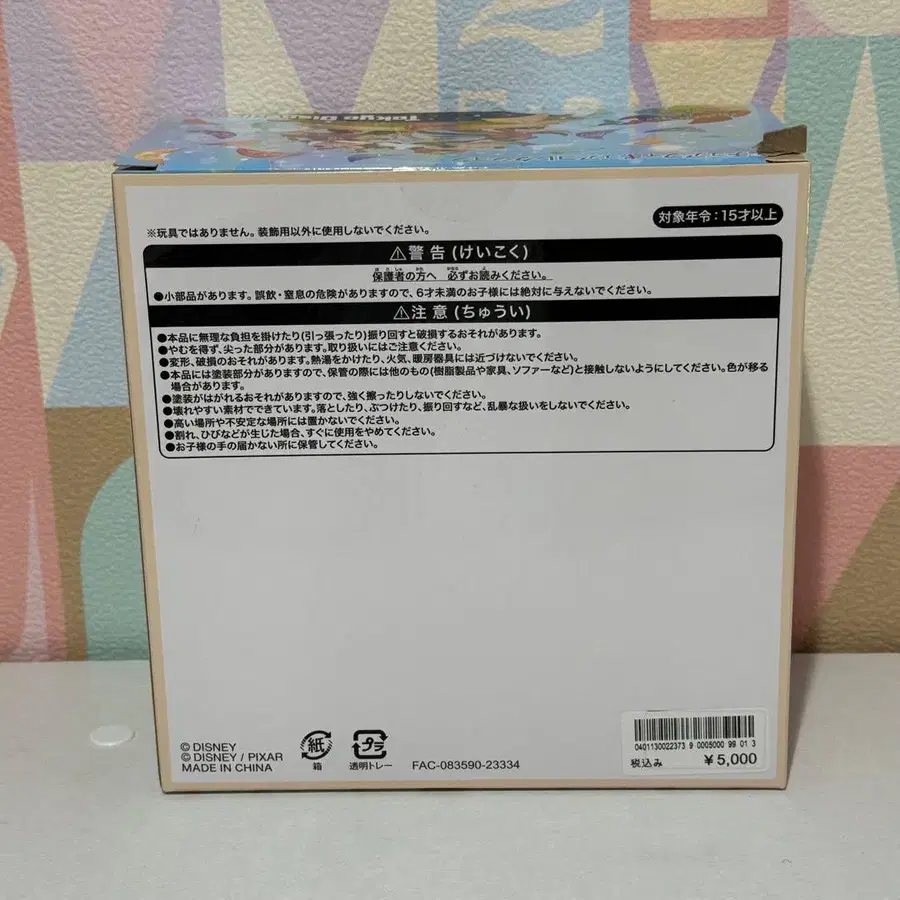 Tokyo Disney
※玩具ではありません。装飾用以外に使用しないでください。
対象年令：15才以上
⚠警告(けいこく)
保護者の方へ 必ずお読みください。
●小部品があります。誤飲・窒息の危険がありますので、6才未満のお子様には絶対に与えないでください。
⚠注意(ちゅうい)
●本品に無理な負担を掛けたり(引っ張ったり)振り回すと破損するおそれがあります。
●やむを得ず、尖った部分があります。取り扱いにはご注意ください。
●変形、破損のおそれがあります。熱湯をかけたり、火気、暖房器具には近づけないでください。
●本品には塗装部分がありますので、保管の際には他のもの(樹脂製品や家具、ソファーなど)と接触しないようにしてください。色が移る
場合があります。
●塗装がはがれるおそれがありますので、強く擦ったりしないでください。
●壊れやすい素材でできています。落としたり、ぶつけたり、振り回すなど、乱暴な扱いをしないでください。
●高い場所や不安定な場所には置かないでください。
●割れ、ひびなどが生じた場合、すぐに使用をやめてください。
●お子様の手の届かない所に保管してください。
© DISNEY
© DISNEY / PIXAR
MADE IN CHINA
紙
箱
プラ
透明トレー
FAC-083590-23334
0401130022373 9 0005000 99 01 3
税込み ¥5,000